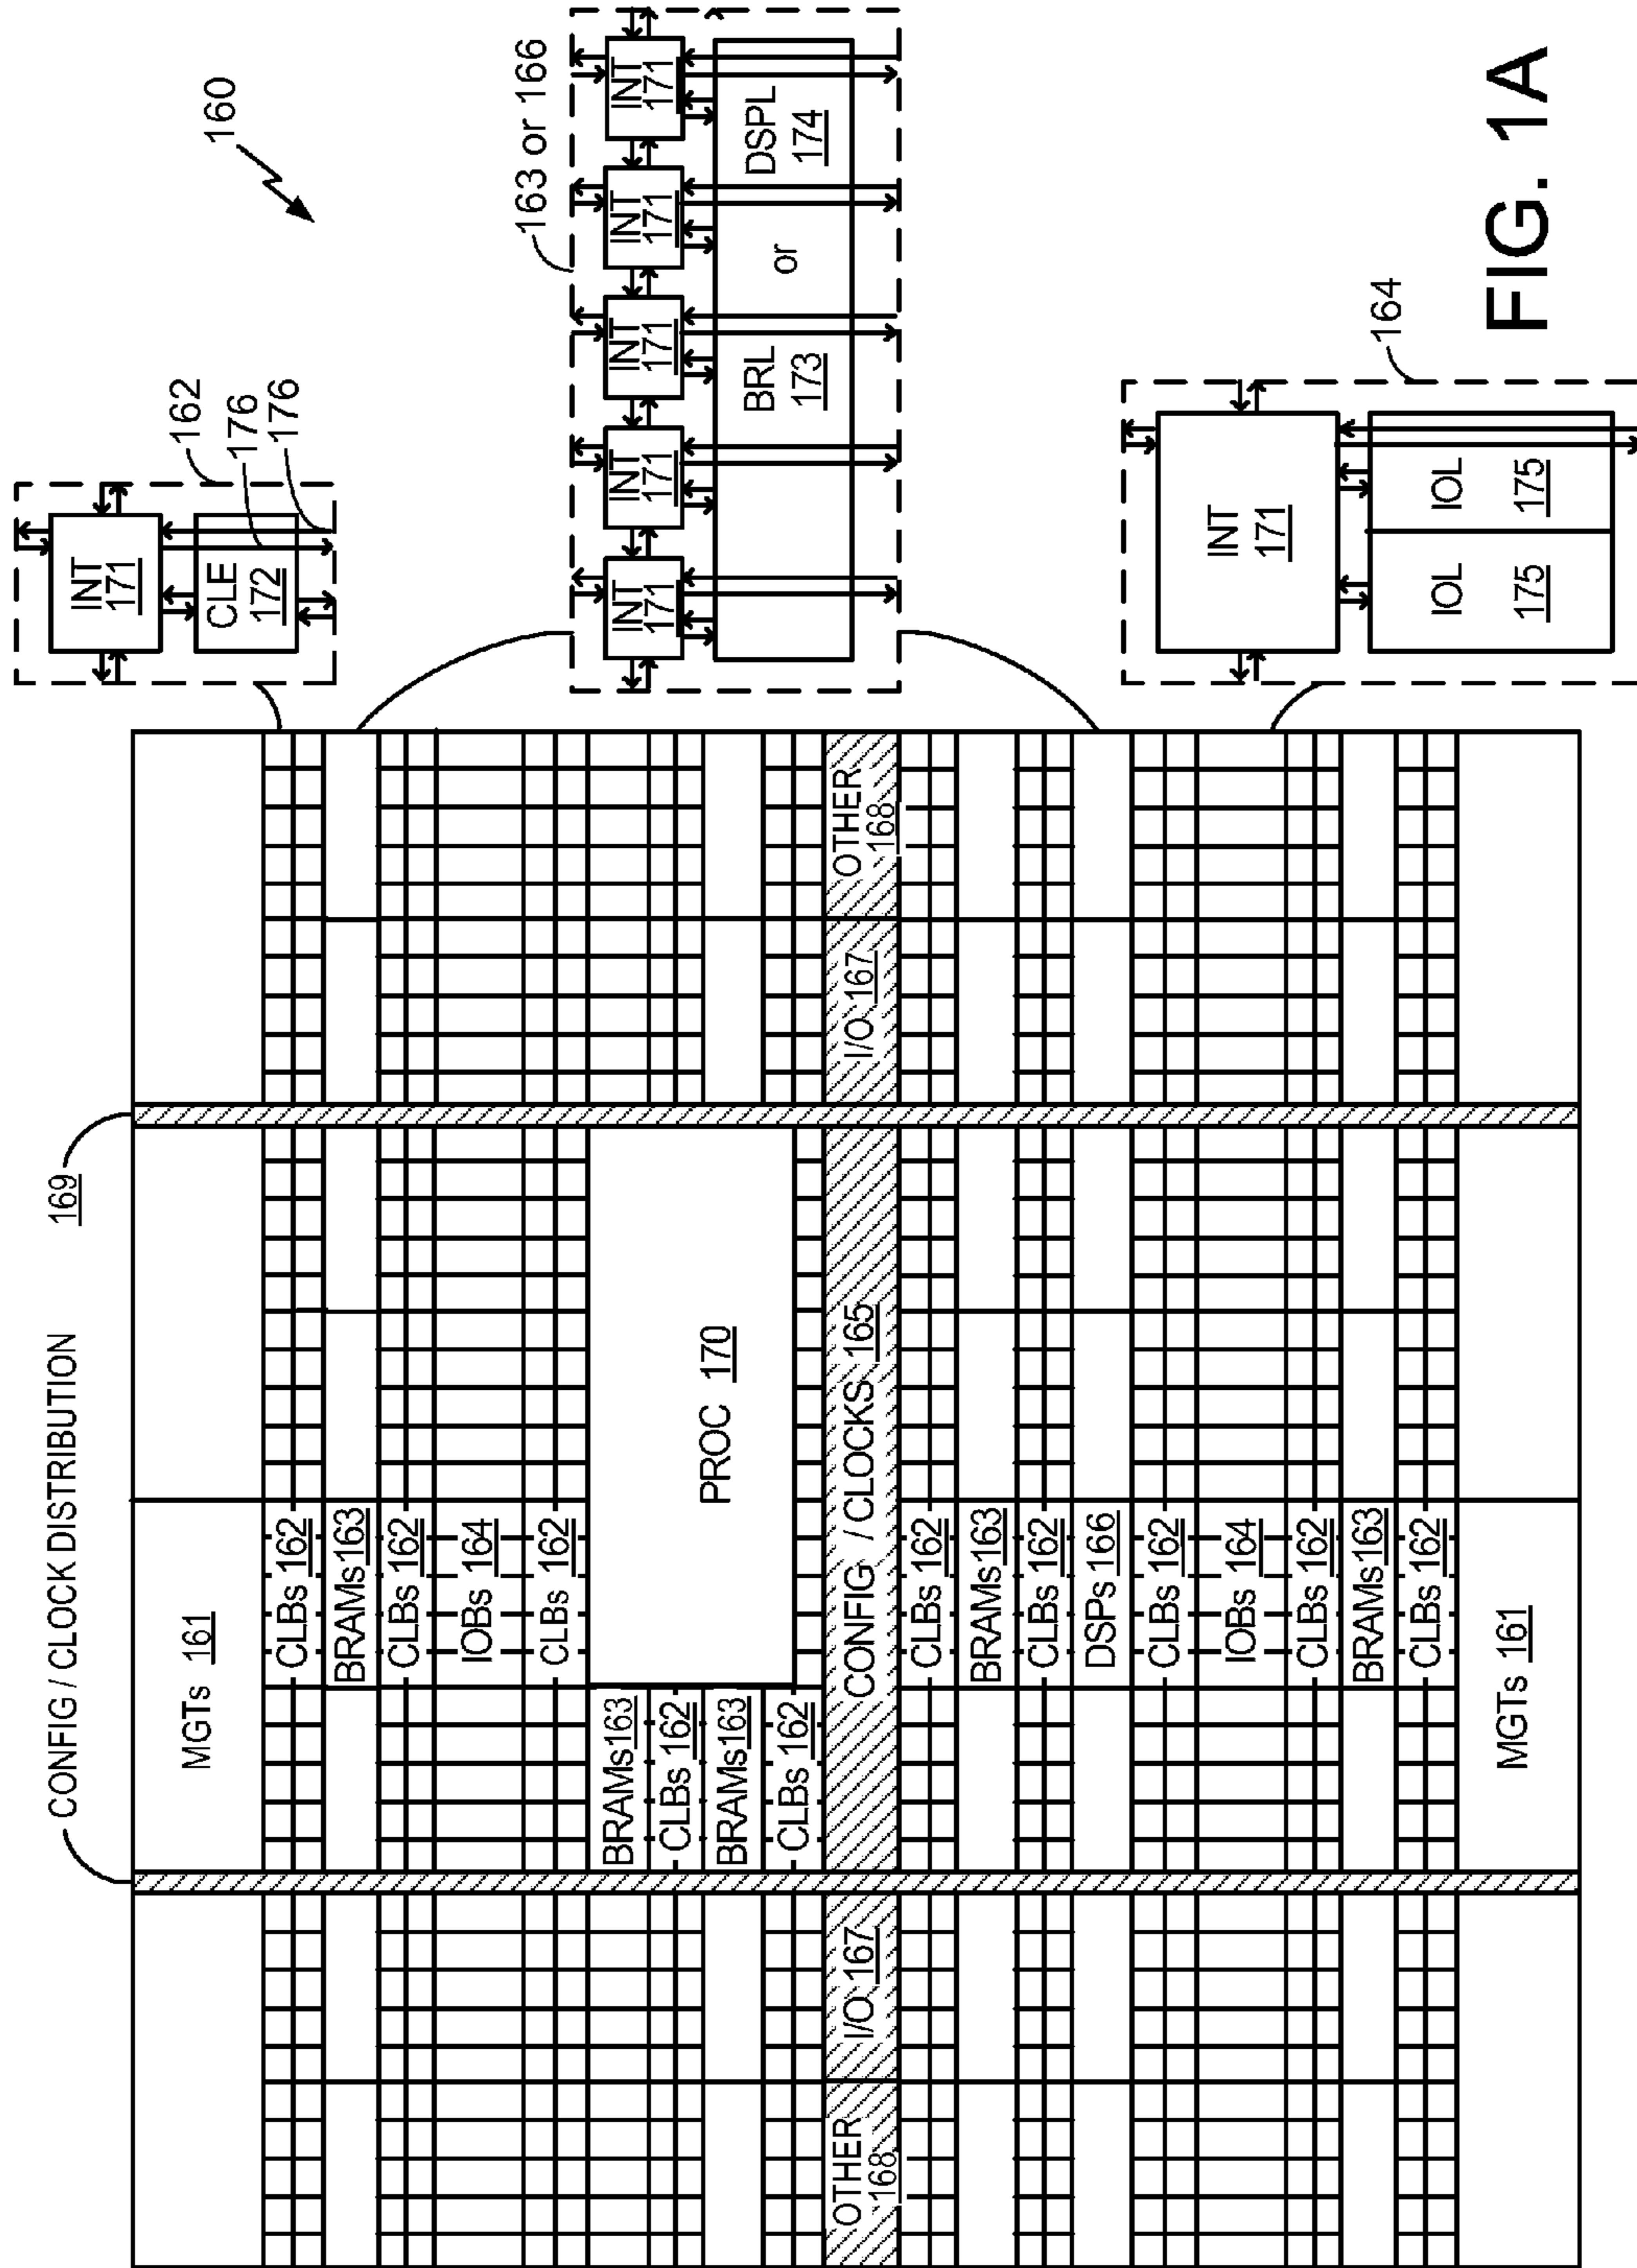 CONFIG / CLOCK DISTRIBUTION 169
160
MGTs 161
CLBs 162
BRAMs 163
CLBs 162
IOBs 164
CLBs 162
BRAMs 163
CLBs 162
BRAMs 163
CLBs 162
PROC 170
OTHER
168
I/O 167
CONFIG / CLOCKS 165
I/O 167
OTHER
168
CLBs 162
BRAMs 163
CLBs 162
DSPs 166
CLBs 162
IOBs 164
CLBs 162
BRAMs 163
CLBs 162
MGTs 161
162
176
176
INT
171
CLE
172
163 or 166
INT
171
INT
171
INT
171
INT
171
INT
171
BRL
173
or
DSPL
174
164
INT
171
IOL
175
IOL
175
FIG. 1A